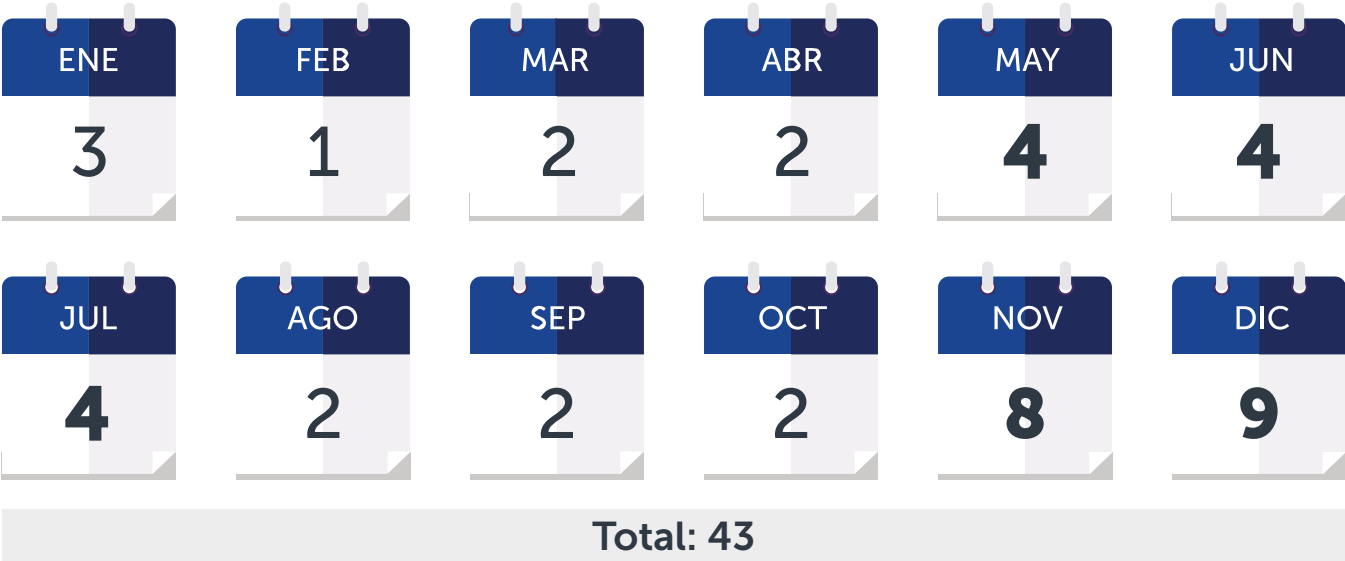 ENE FEB MAR ABR MAY JUN
3 1 2 2 4 4
JUL AGO SEP OCT NOV DIC
4 2 2 2 8 9
Total: 43